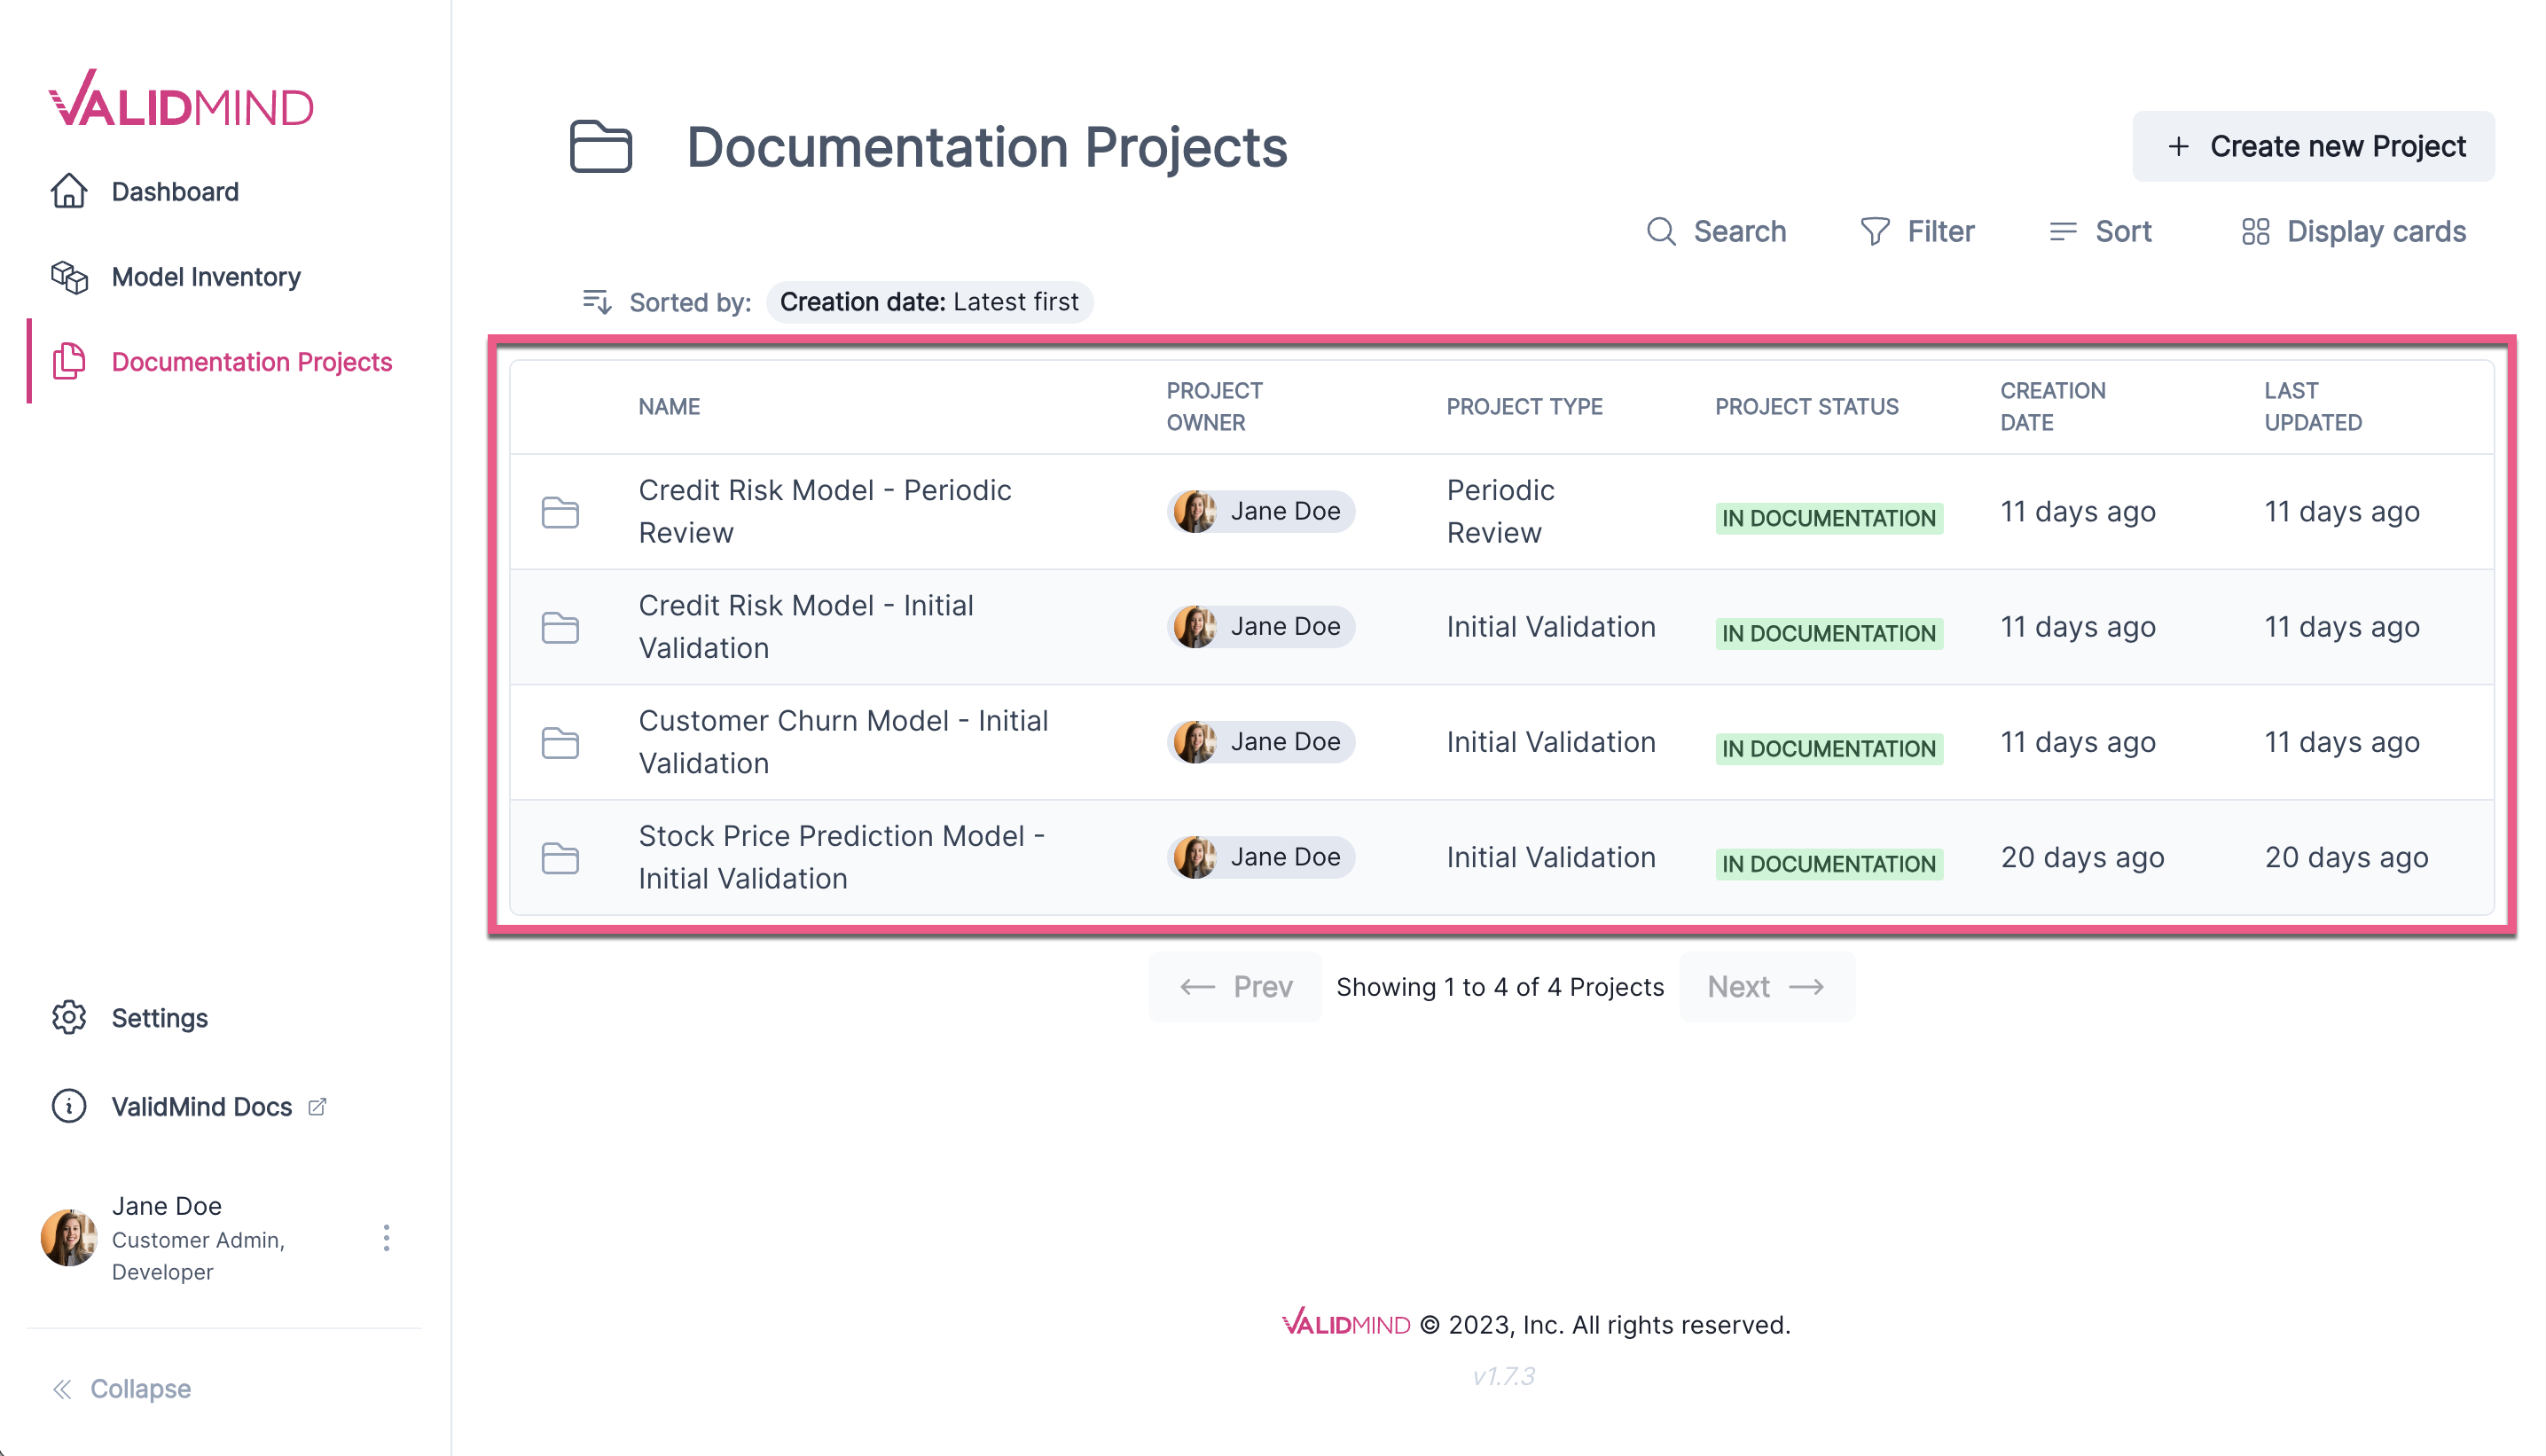 VALIDMIND
Dashboard
Model Inventory
Documentation Projects
Settings
ValidMind Docs
Jane Doe
Customer Admin,
Developer
Collapse
Documentation Projects
Create new Project
Search
Filter
Sort
Display cards
Sorted by: Creation date: Latest first
NAME
PROJECT
OWNER
PROJECT TYPE
PROJECT STATUS
CREATION
DATE
LAST
UPDATED
Credit Risk Model - Periodic
Review
Jane Doe
Periodic
Review
IN DOCUMENTATION
11 days ago
11 days ago
Credit Risk Model - Initial
Validation
Jane Doe
Initial Validation
IN DOCUMENTATION
11 days ago
11 days ago
Customer Churn Model - Initial
Validation
Jane Doe
Initial Validation
IN DOCUMENTATION
11 days ago
11 days ago
Stock Price Prediction Model -
Initial Validation
Jane Doe
Initial Validation
IN DOCUMENTATION
20 days ago
20 days ago
Prev
Showing 1 to 4 of 4 Projects
Next
VALIDMIND © 2023, Inc. All rights reserved.
v1.7.3